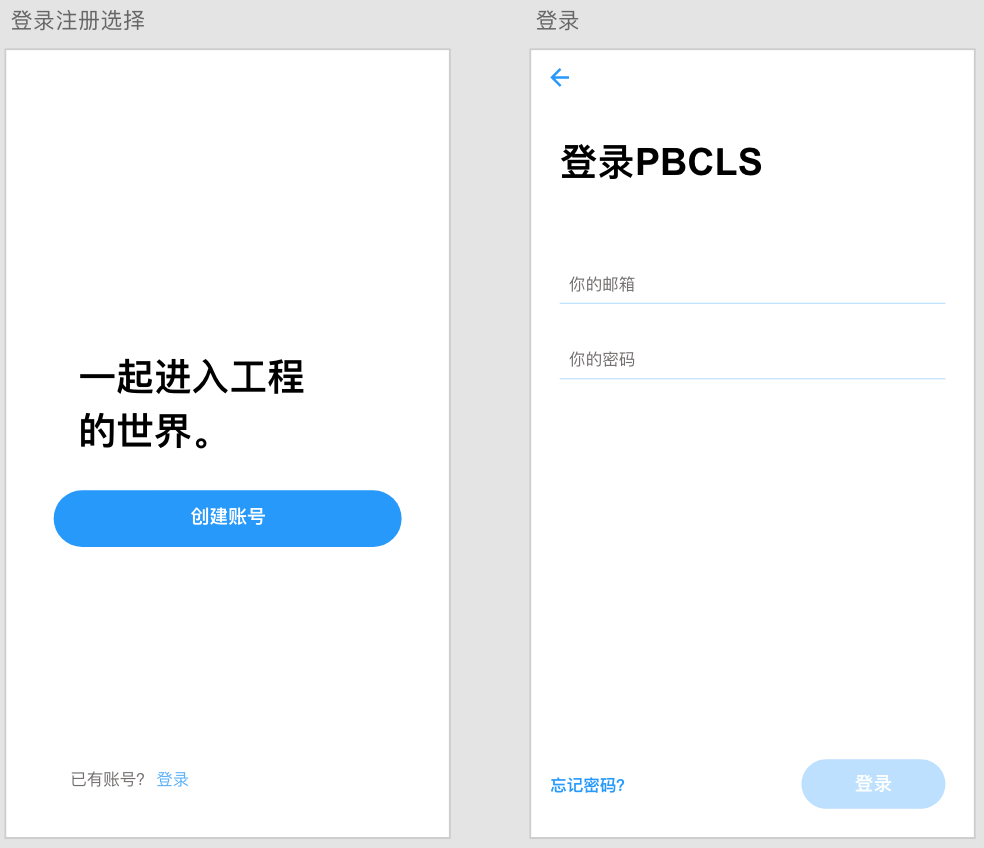 登录注册选择
一起进入工程
的世界。
创建账号
已有账号? 登录
登录
登录PBCLS
你的邮箱
你的密码
忘记密码?
登录